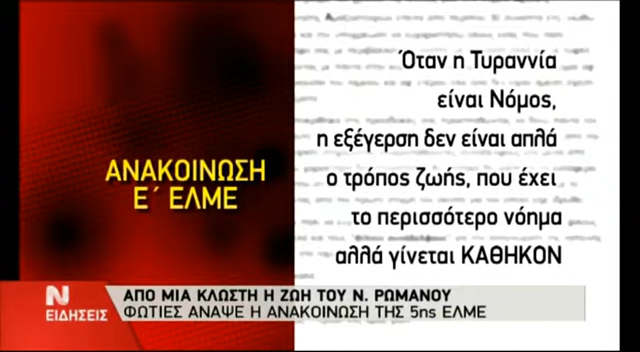 ΑΝΑΚΟΙΝΩΣΗ
Ε΄ ΕΛΜΕ
Όταν η Τυραννία
είναι Νόμος,
η εξέγερση δεν είναι απλά
ο τρόπος ζωής, που έχει
το περισσότερο νόημα
αλλά γίνεται ΚΑΘΗΚΟΝ
Ν
ΕΙΔΗΣΕΙΣ
ΑΠΟ ΜΙΑ ΚΛΩΣΤΗ Η ΖΩΗ ΤΟΥ Ν. ΡΩΜΑΝΟΥ
ΦΩΤΙΕΣ ΑΝΑΨΕ Η ΑΝΑΚΟΙΝΩΣΗ ΤΗΣ 5ης ΕΛΜΕ